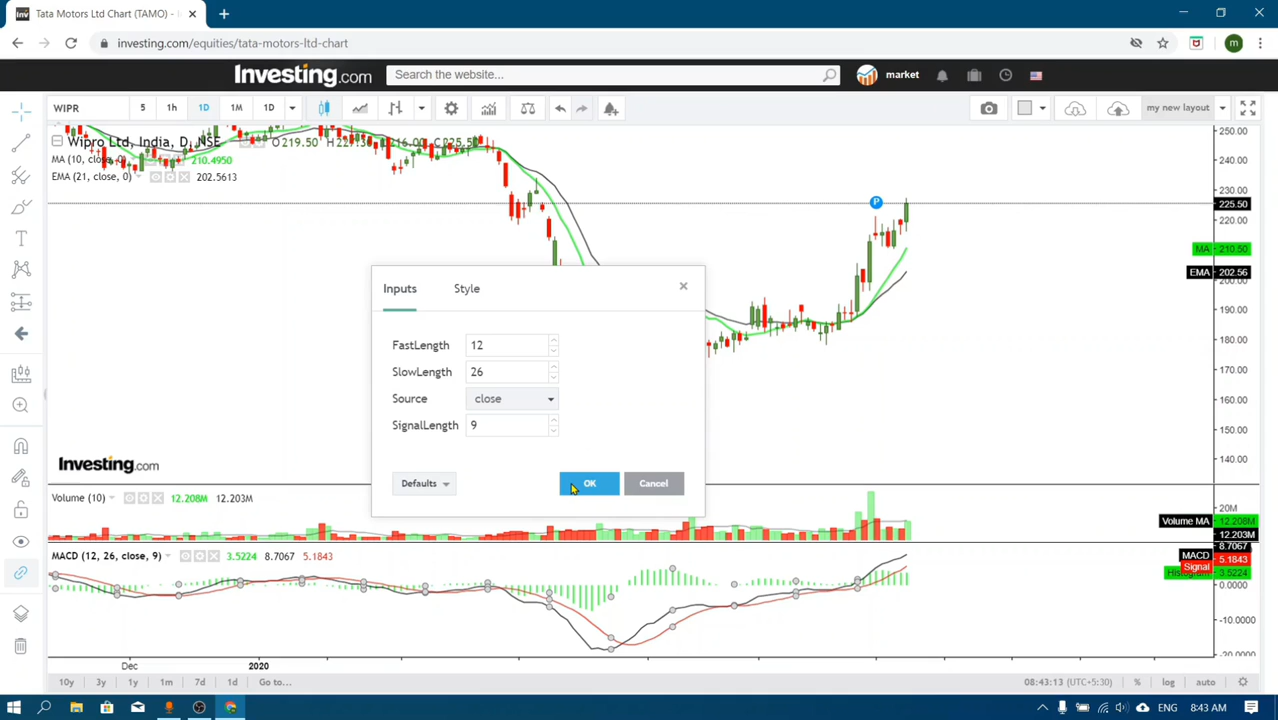 Tata Motors Ltd Chart (TAMO) -
investing.com/equities/tata-motors-ltd-chart
m
Investing.com
Search the website...
market
WIPR 5 1h 1D 1M 1D
my new layout
Wipro Ltd, India, D, NSE O219.50
MA (10, close, 0) 210.4950
EMA (21, close, 0) 202.5613
P
250.00
240.00
230.00
225.50
220.00
MA 210.50
EMA 202.56
190.00
180.00
170.00
160.00
150.00
140.00
Inputs Style
FastLength 12
SlowLength 26
Source close
SignalLength 9
Defaults OK Cancel
Investing.com
Volume (10) 12.208M 12.203M
20M
Volume MA 12.208M
12.203M
MACD (12, 26, close, 9) 3.5224 8.7067 5.1843
8.7067
MACD 5.1843
Signal
3.5224
0.0000
-10.0000
-20.0000
Dec 2020
10y 3y 1y 1m 7d 1d Go to...
08:43:13 (UTC+5:30) % log auto
ENG 8:43 AM